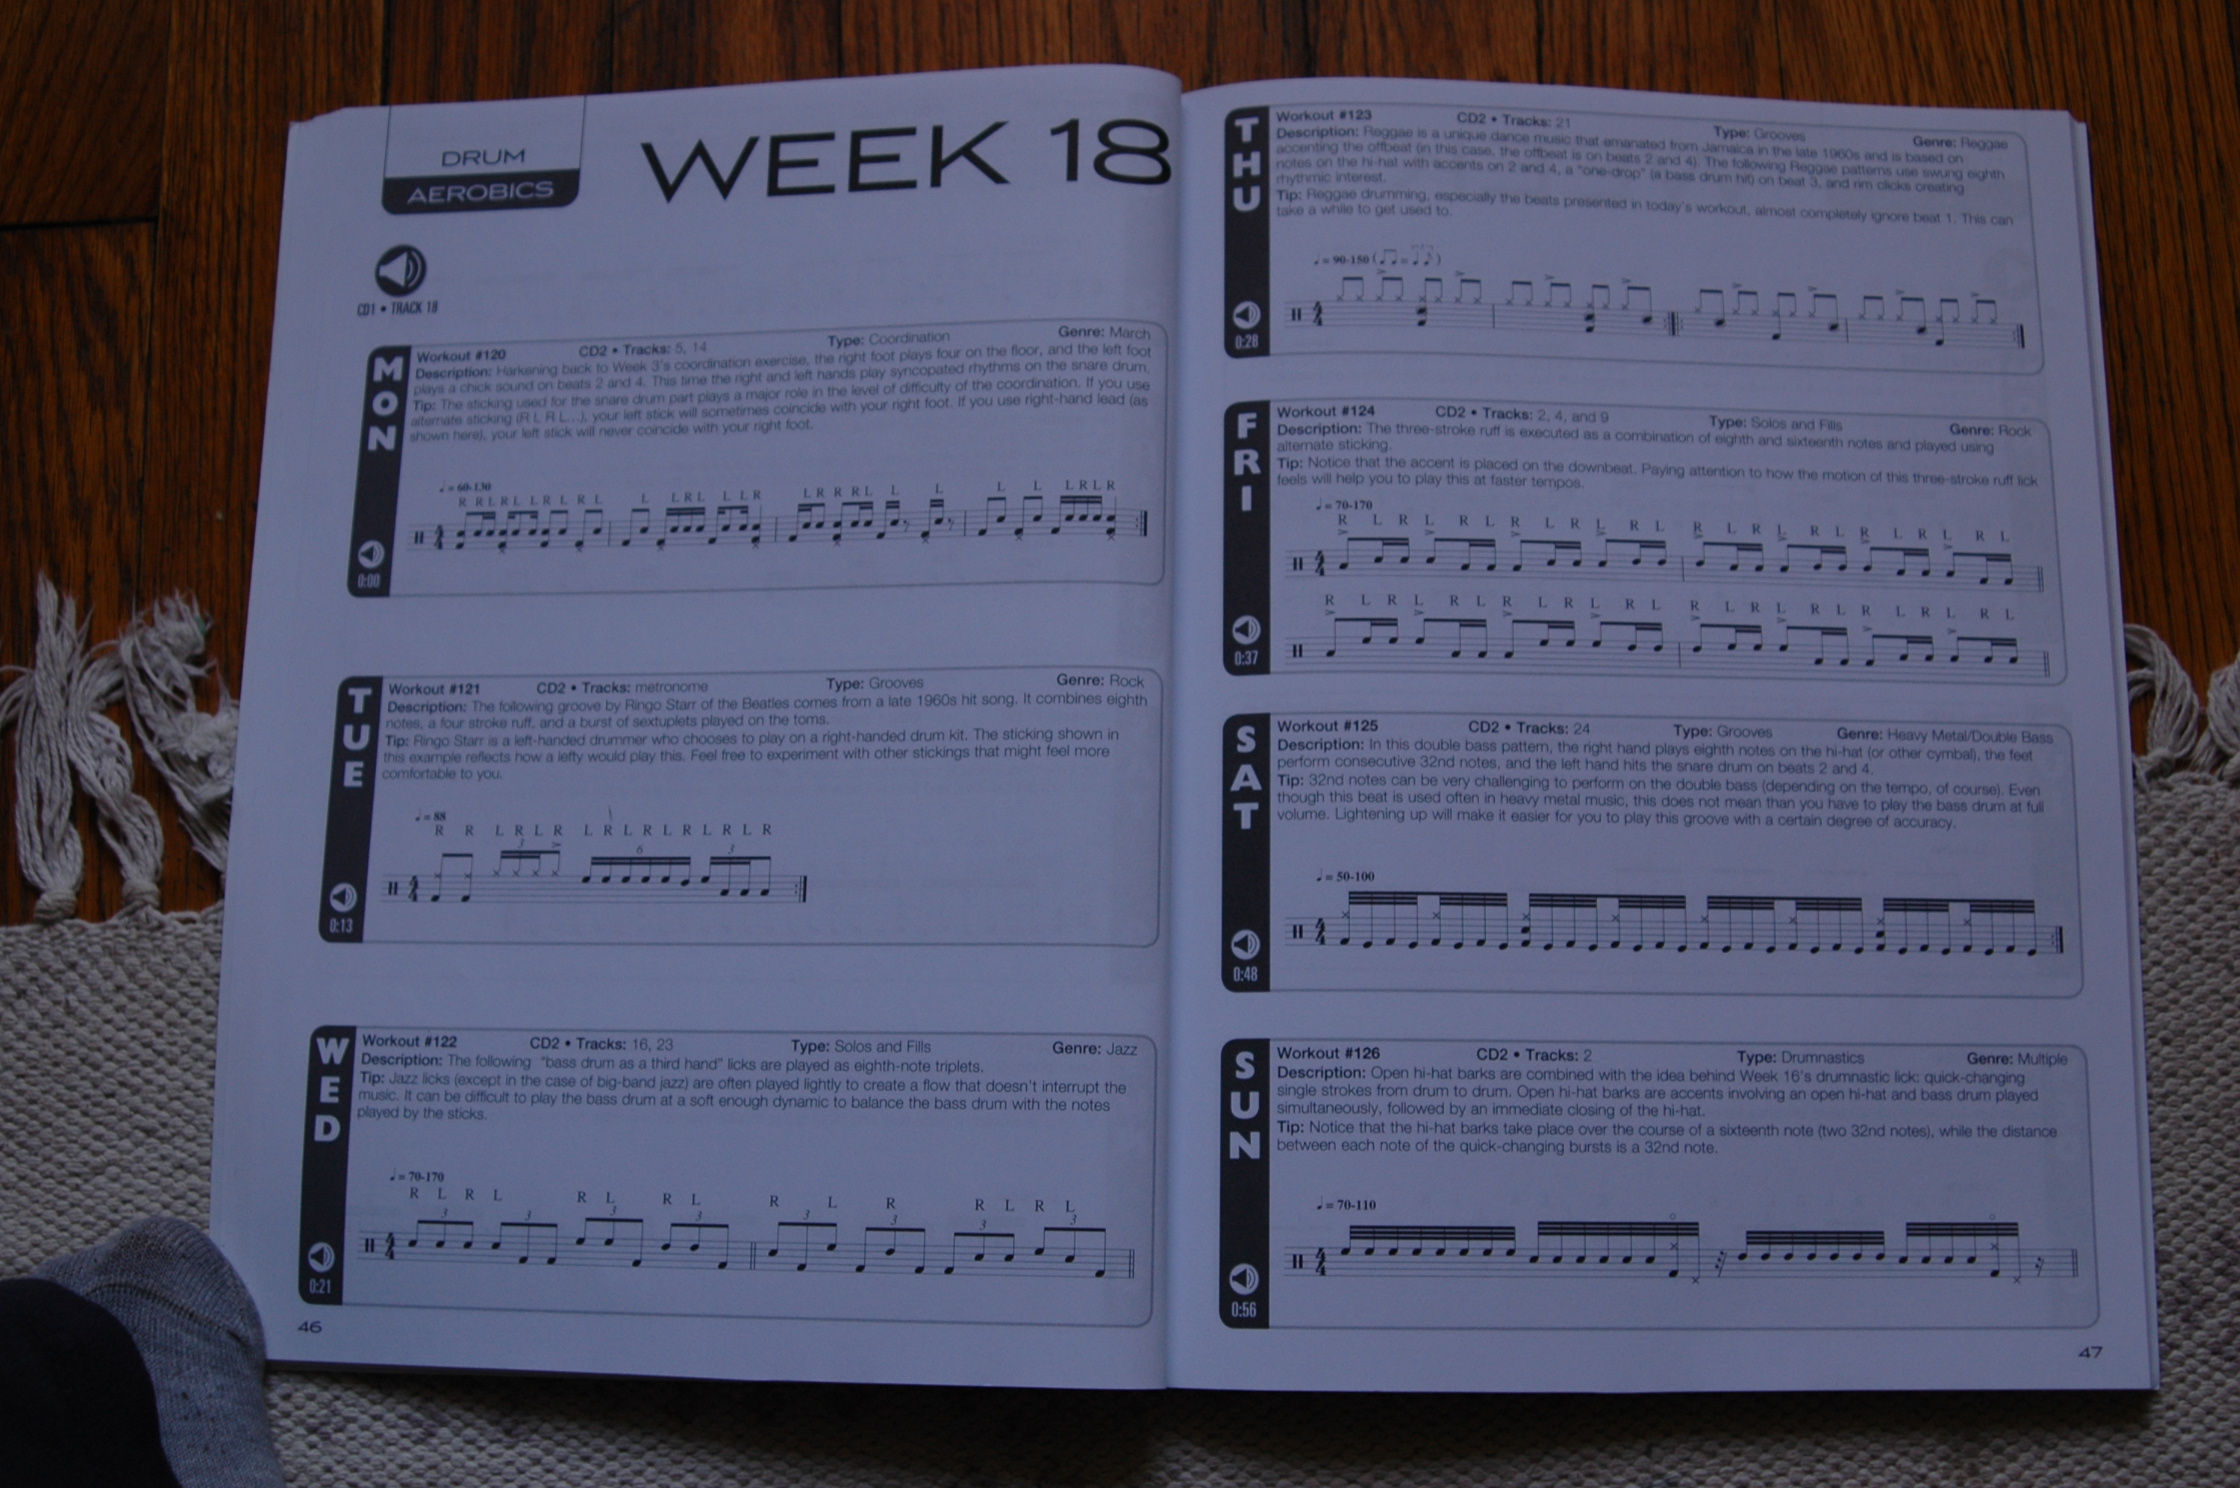 DRUM
AEROBICS
WEEK 18
CD1 • TRACK 18
MON
0:00
Workout #120 CD2 • Tracks: 5, 14 Type: Coordination Genre: March
Description: Harkening back to Week 3's coordination exercise, the right foot plays four on the floor, and the left foot
plays a chick sound on beats 2 and 4. This time the right and left hands play syncopated rhythms on the snare drum.
Tip: The sticking used for the snare drum part plays a major role in the level of difficulty of the coordination. If you use
alternate sticking (R L R L...), your left stick will sometimes coincide with your right foot. If you use right-hand lead (as
shown here), your left stick will never coincide with your right foot.
♩ = 60-130
R R L R L L R L R L L L R L L L R L R R R L L L L L R L R
TUE
0:13
Workout #121 CD2 • Tracks: metronome Type: Grooves Genre: Rock
Description: The following groove by Ringo Starr of the Beatles comes from a late 1960s hit song. It combines eighth
notes, a four stroke ruff, and a burst of sextuplets played on the toms.
Tip: Ringo Starr is a left-handed drummer who chooses to play on a right-handed drum kit. The sticking shown in
this example reflects how a lefty would play this. Feel free to experiment with other stickings that might feel more
comfortable to you.
♩ = 88
R R L R L R L R L R L R L R L R L R
3 6 3
WED
0:21
Workout #122 CD2 • Tracks: 16, 23 Type: Solos and Fills Genre: Jazz
Description: The following "bass drum as a third hand" licks are played as eighth-note triplets.
Tip: Jazz licks (except in the case of big-band jazz) are often played lightly to create a flow that doesn't interrupt the
music. It can be difficult to play the bass drum at a soft enough dynamic to balance the bass drum with the notes
played by the sticks.
♩ = 70-170
R L R L R L R L R L R R L R L
3 3 3 3 3 3 3 3
46
THU
0:28
Workout #123 CD2 • Tracks: 21 Type: Grooves Genre: Reggae
Description: Reggae is a unique dance music that emanated from Jamaica in the late 1960s and is based on
accenting the offbeat (in this case, the offbeat is on beats 2 and 4). The following Reggae patterns use swung eighth
notes on the hi-hat with accents on 2 and 4, a "one-drop" (a bass drum hit) on beat 3, and rim clicks creating
rhythmic interest.
Tip: Reggae drumming, especially the beats presented in today's workout, almost completely ignore beat 1. This can
take a while to get used to.
♩ = 90-150
FRI
0:37
Workout #124 CD2 • Tracks: 2, 4, and 9 Type: Solos and Fills Genre: Rock
Description: The three-stroke ruff is executed as a combination of eighth and sixteenth notes and played using
alternate sticking.
Tip: Notice that the accent is placed on the downbeat. Paying attention to how the motion of this three-stroke ruff lick
feels will help you to play this at faster tempos.
♩ = 70-170
R L R L R L R L R L R L R L R L R L R L R L
R L R L R L R L R L R L R L R L R L R L R L
SAT
0:48
Workout #125 CD2 • Tracks: 24 Type: Grooves Genre: Heavy Metal/Double Bass
Description: In this double bass pattern, the right hand plays eighth notes on the hi-hat (or other cymbal), the feet
perform consecutive 32nd notes, and the left hand hits the snare drum on beats 2 and 4.
Tip: 32nd notes can be very challenging to perform on the double bass (depending on the tempo, of course). Even
though this beat is used often in heavy metal music, this does not mean than you have to play the bass drum at full
volume. Lightening up will make it easier for you to play this groove with a certain degree of accuracy.
♩ = 50-100
SUN
0:56
Workout #126 CD2 • Tracks: 2 Type: Drumnastics Genre: Multiple
Description: Open hi-hat barks are combined with the idea behind Week 16's drumnastic lick; quick-changing
single strokes from drum to drum. Open hi-hat barks are accents involving an open hi-hat and bass drum played
simultaneously, followed by an immediate closing of the hi-hat.
Tip: Notice that the hi-hat barks take place over the course of a sixteenth note (two 32nd notes), while the distance
between each note of the quick-changing bursts is a 32nd note.
♩ = 70-110
47